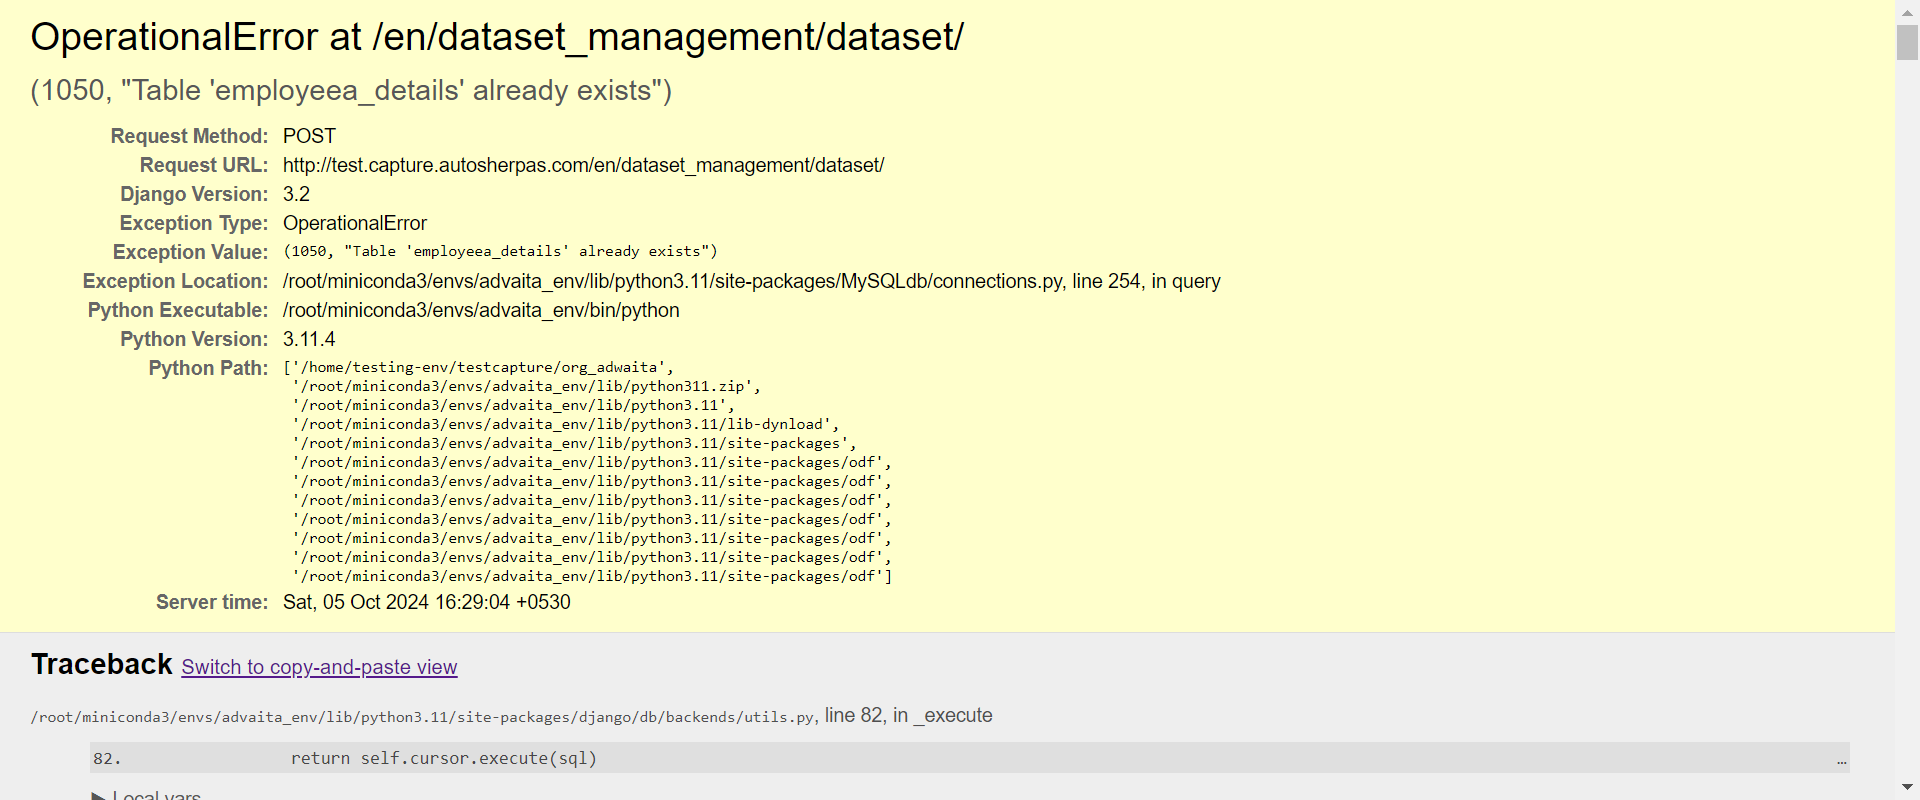 OperationalError at /en/dataset_management/dataset/
(1050, "Table 'employeea_details' already exists")
Request Method: POST
Request URL: http://test.capture.autosherpas.com/en/dataset_management/dataset/
Django Version: 3.2
Exception Type: OperationalError
Exception Value: (1050, "Table 'employeea_details' already exists")
Exception Location: /root/miniconda3/envs/advaita_env/lib/python3.11/site-packages/MySQLdb/connections.py, line 254, in query
Python Executable: /root/miniconda3/envs/advaita_env/bin/python
Python Version: 3.11.4
Python Path: ['/home/testing-env/testcapture/org_adwaita',
'/root/miniconda3/envs/advaita_env/lib/python311.zip',
'/root/miniconda3/envs/advaita_env/lib/python3.11',
'/root/miniconda3/envs/advaita_env/lib/python3.11/lib-dynload',
'/root/miniconda3/envs/advaita_env/lib/python3.11/site-packages',
'/root/miniconda3/envs/advaita_env/lib/python3.11/site-packages/odf',
'/root/miniconda3/envs/advaita_env/lib/python3.11/site-packages/odf',
'/root/miniconda3/envs/advaita_env/lib/python3.11/site-packages/odf',
'/root/miniconda3/envs/advaita_env/lib/python3.11/site-packages/odf',
'/root/miniconda3/envs/advaita_env/lib/python3.11/site-packages/odf',
'/root/miniconda3/envs/advaita_env/lib/python3.11/site-packages/odf',
'/root/miniconda3/envs/advaita_env/lib/python3.11/site-packages/odf']
Server time: Sat, 05 Oct 2024 16:29:04 +0530
Traceback Switch to copy-and-paste view
/root/miniconda3/envs/advaita_env/lib/python3.11/site-packages/django/db/backends/utils.py, line 82, in _execute
82. return self.cursor.execute(sql) …
▶ Local vars